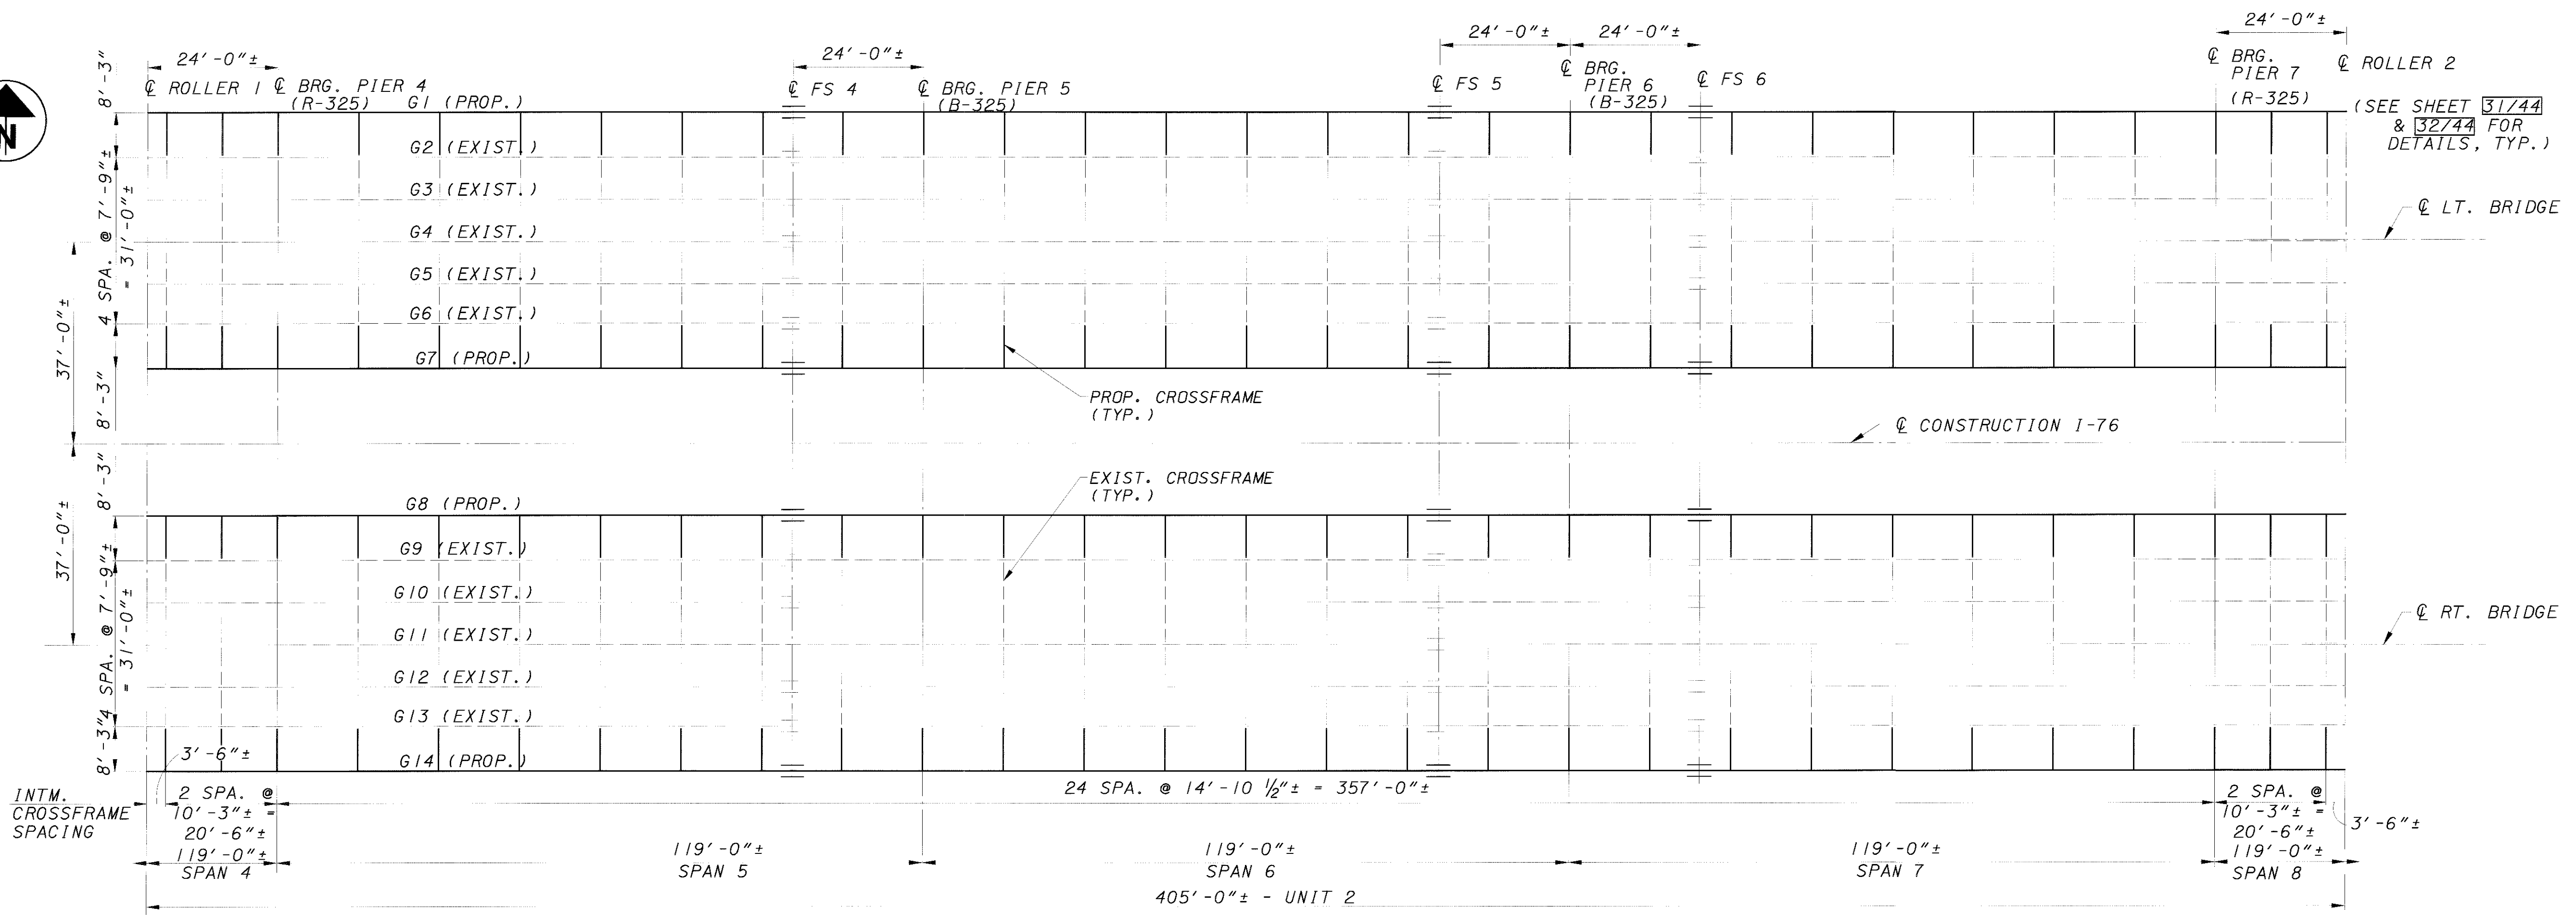 24'-0"±
24'-0"± 24'-0"±
24'-0"±
24'-0"±
℄ ROLLER 1
℄ BRG. PIER 4
(R-325)
℄ FS 4
℄ BRG. PIER 5
(B-325)
℄ FS 5
℄ BRG.
PIER 6
(B-325)
℄ FS 6
℄ BRG.
PIER 7
(R-325)
℄ ROLLER 2
(SEE SHEET 31/44
& 32/44 FOR
DETAILS, TYP.)
N
8'-3"
4 SPA. @ 7'-9"±
= 31'-0"±
8'-3"
37'-0"±
G1 (PROP.)
G2 (EXIST.)
G3 (EXIST.)
G4 (EXIST.)
G5 (EXIST.)
G6 (EXIST.)
G7 (PROP.)
℄ LT. BRIDGE
PROP. CROSSFRAME
(TYP.)
℄ CONSTRUCTION I-76
EXIST. CROSSFRAME
(TYP.)
37'-0"±
8'-3"
4 SPA. @ 7'-9"±
= 31'-0"±
8'-3"
G8 (PROP.)
G9 (EXIST.)
G10 (EXIST.)
G11 (EXIST.)
G12 (EXIST.)
G13 (EXIST.)
G14 (PROP.)
℄ RT. BRIDGE
3'-6"±
INTM.
CROSSFRAME
SPACING
2 SPA. @
10'-3"± =
20'-6"±
24 SPA. @ 14'-10 1/2"± = 357'-0"±
2 SPA. @
10'-3"± =
20'-6"±
3'-6"±
119'-0"±
SPAN 4
119'-0"±
SPAN 5
119'-0"±
SPAN 6
119'-0"±
SPAN 7
119'-0"±
SPAN 8
405'-0"± - UNIT 2